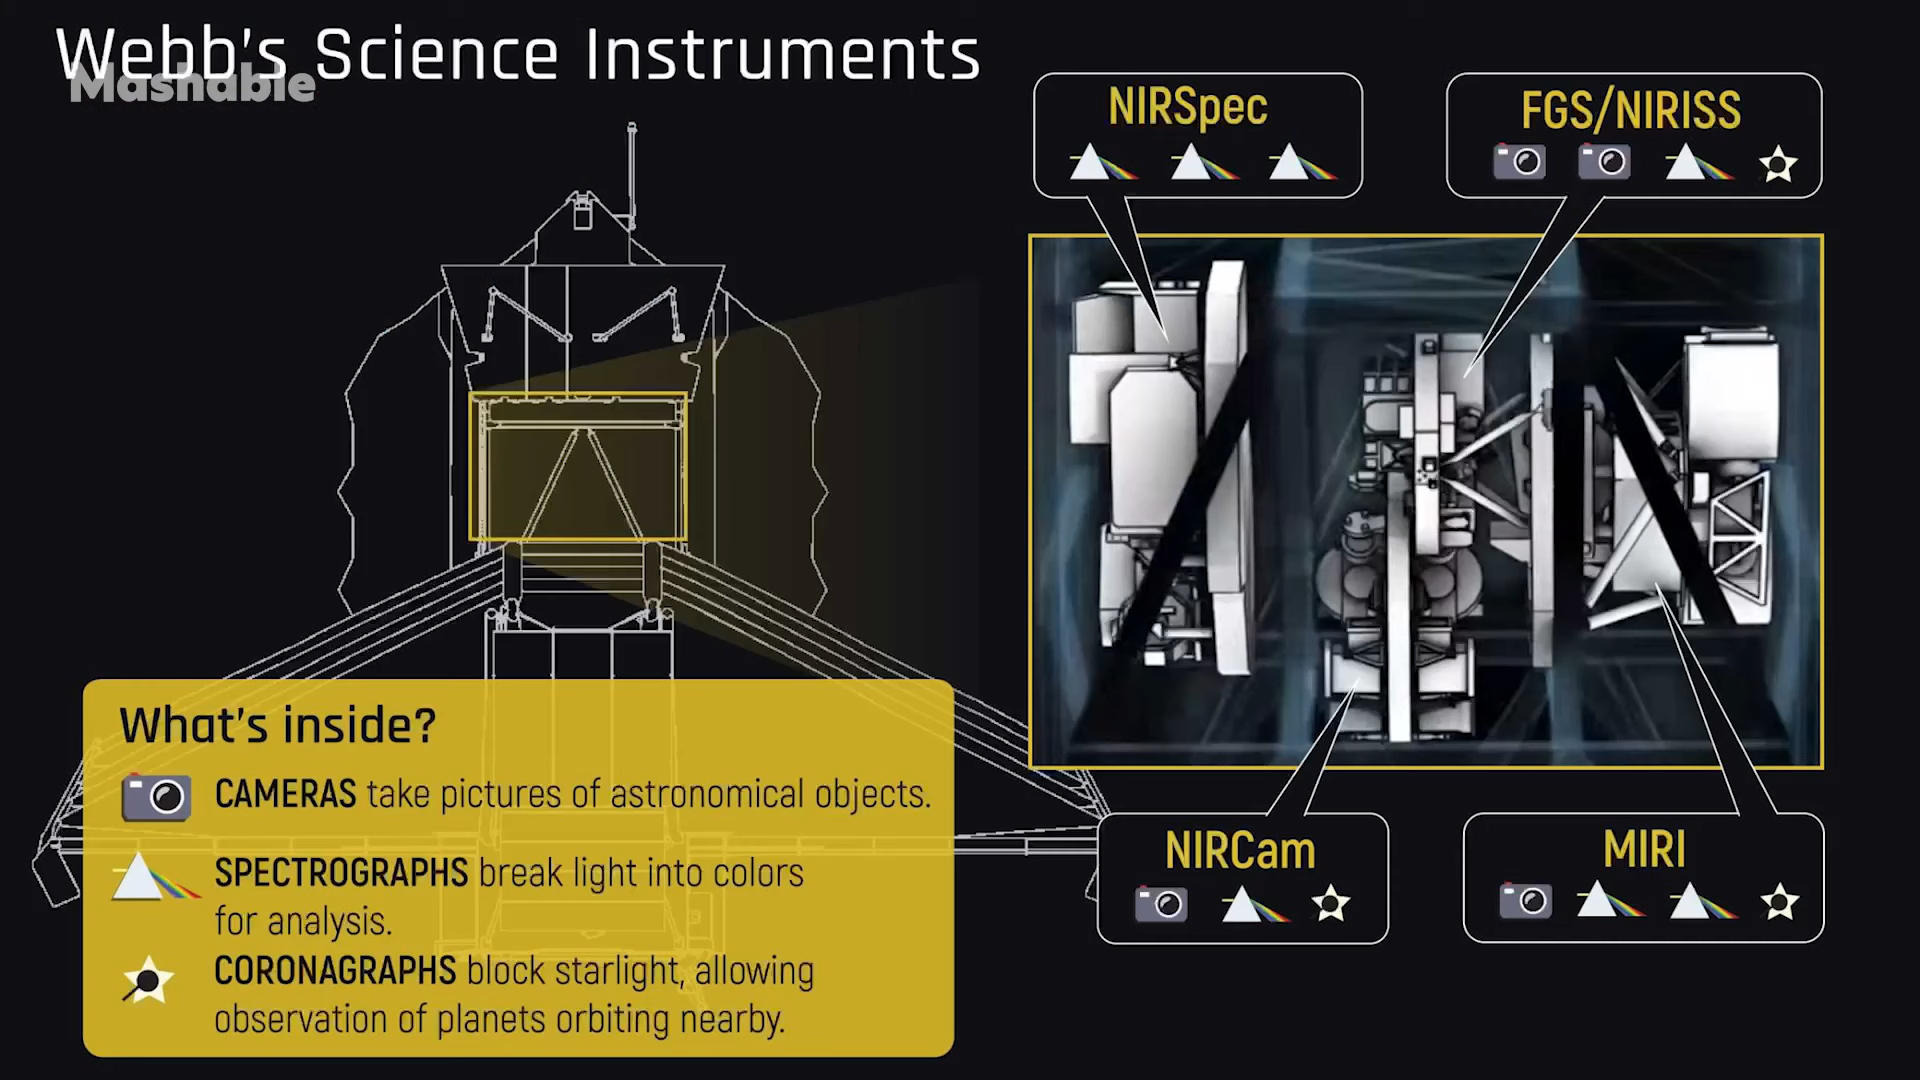 Webb's Science Instruments
Mashable
NIRSpec
FGS/NIRISS
What's inside?
CAMERAS take pictures of astronomical objects.
SPECTROGRAPHS break light into colors
for analysis.
CORONAGRAPHS block starlight, allowing
observation of planets orbiting nearby.
NIRCam
MIRI